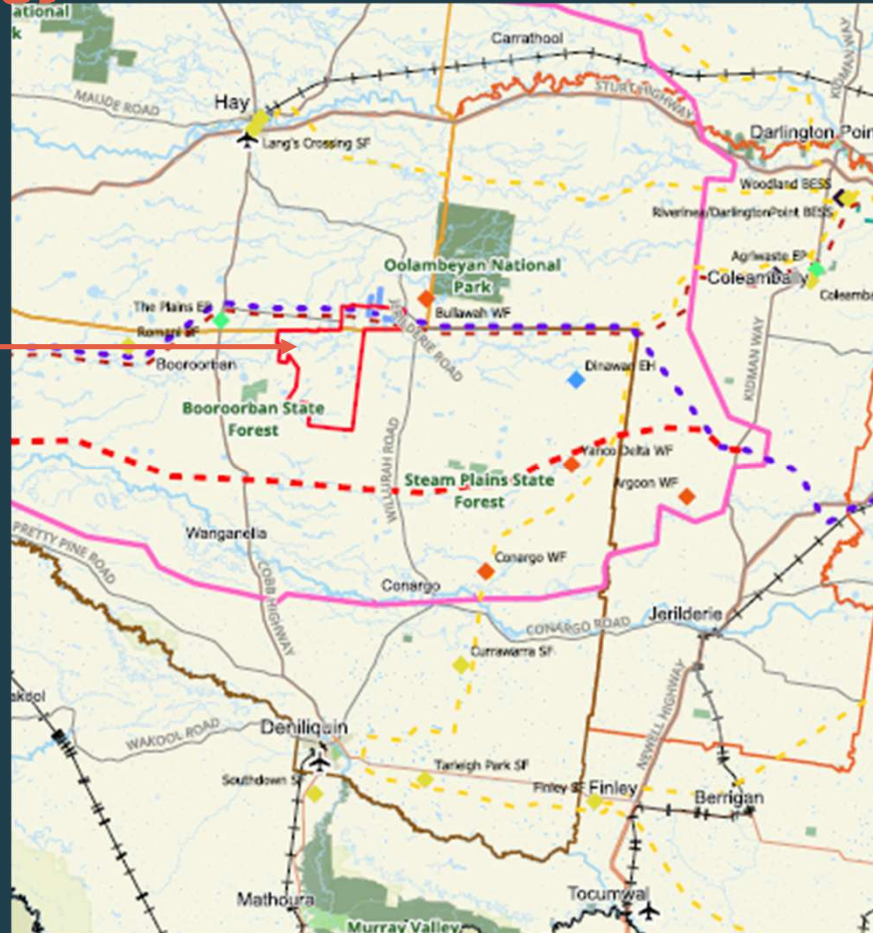 ational
k
Carrathool
KIDMAN WAY
Hay
MAUDE ROAD
STURT HIGHWAY
Lang's Crossing SF
Darlington Poin
Woodland BESS
Riverinea/DarlingtonPoint BESS
Oolambeyan National
Park
Agriwaste EP
Coleambally
Coleamba
The Plains EP
Bullawah WF
JERILDERIE ROAD
Romani SF
Booroorban
Dinawan EH
KIDMAN WAY
Booroorban State
Forest
WILLURAH ROAD
Yanco Delta WF
Steam Plains State
Forest
Argoon WF
Wanganella
PRETTY PINE ROAD
Conargo WF
COBB HIGHWAY
Conargo
CONARGO ROAD
Jerilderie
Currawarra SF
akool
NEWELL HIGHWAY
WAKOOL ROAD
Deniliquin
Southdown SF
Tarleigh Park SF
Finley SF
Finley
Berrigan
Mathoura
Tocumwal
Murray Valley